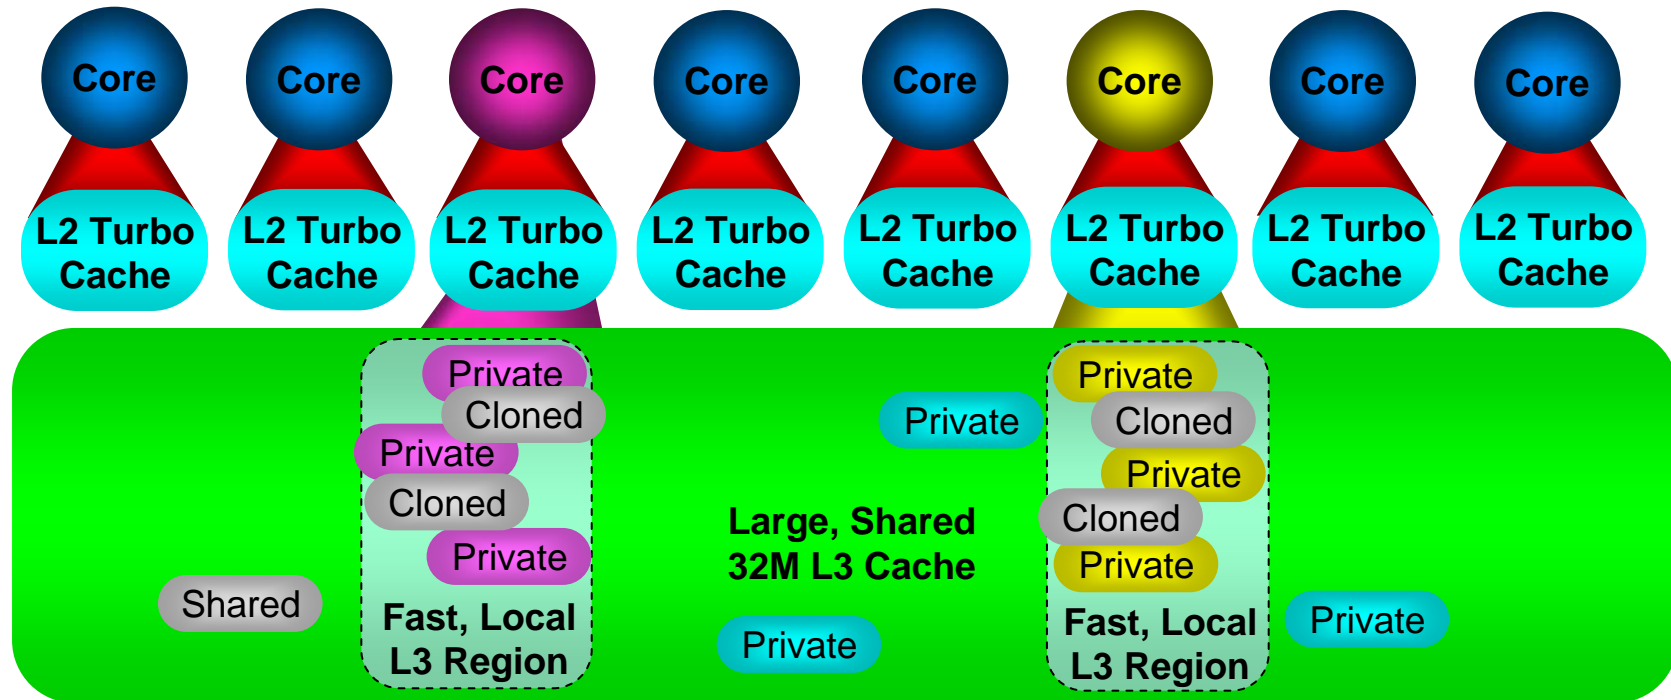 Core
Core
Core
Core
Core
Core
Core
Core
L2 Turbo
Cache
L2 Turbo
Cache
L2 Turbo
Cache
L2 Turbo
Cache
L2 Turbo
Cache
L2 Turbo
Cache
L2 Turbo
Cache
L2 Turbo
Cache
Private
Cloned
Private
Cloned
Private
Fast, Local
L3 Region
Shared
Private
Large, Shared
32M L3 Cache
Private
Private
Cloned
Private
Cloned
Private
Fast, Local
L3 Region
Private